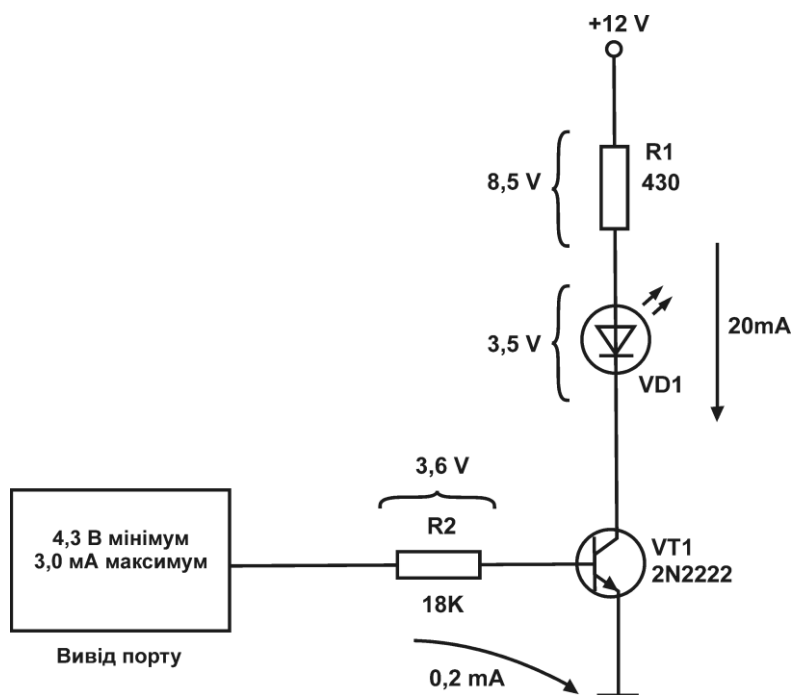 +12 V
8,5 V
R1
430
3,5 V
20mA
VD1
3,6 V
4,3 В мінімум
3,0 мА максимум
R2
VT1
2N2222
18K
Вивід порту
0,2 mA